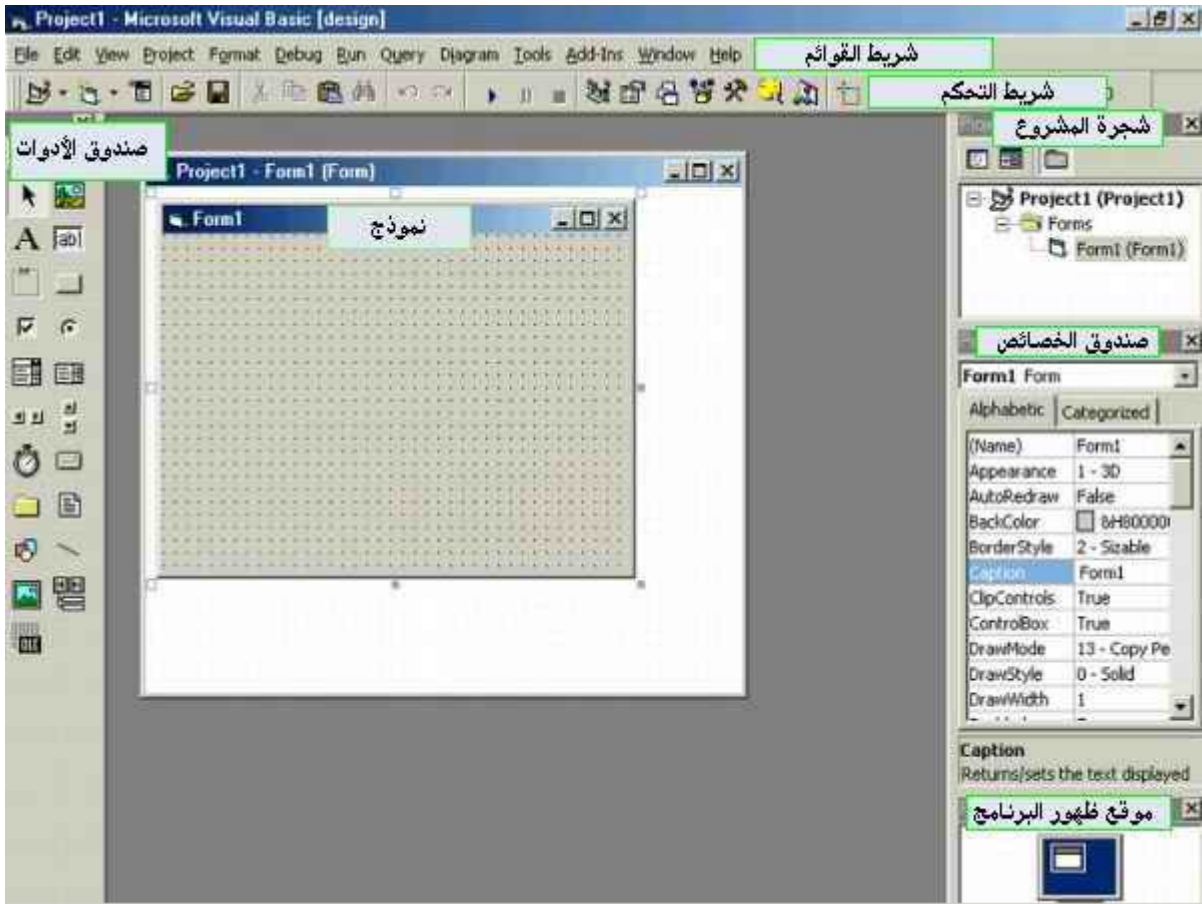 Project1 - Microsoft Visual Basic [design]
File Edit View Project Format Debug Run Query Diagram Tools Add-Ins Window Help
شريط القوائم
شريط التحكم
صندوق الأدوات
شجرة المشروع
Project1 - Form1 (Form)
Form1
نموذج
Project1 (Project1)
Forms
Form1 (Form1)
صندوق الخصائص
Form1 Form
Alphabetic Categorized
(Name) Form1
Appearance 1 - 3D
AutoRedraw False
BackColor &H80000
BorderStyle 2 - Sizable
Caption Form1
ClipControls True
ControlBox True
DrawMode 13 - Copy Pe
DrawStyle 0 - Solid
DrawWidth 1
Caption
Returns/sets the text displayed
موقع ظهور البرنامج
A
ab
OLE